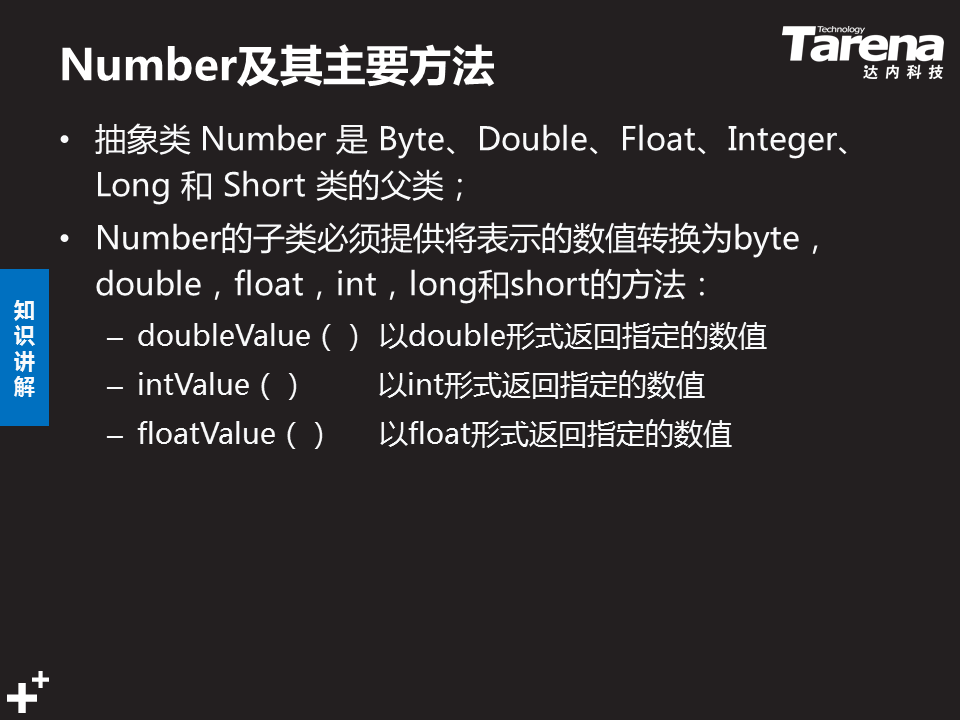 Number及其主要方法
Technology
Tarena
达内科技
• 抽象类 Number 是 Byte、Double、Float、Integer、
Long 和 Short 类的父类；
• Number的子类必须提供将表示的数值转换为byte，
double，float，int，long和short的方法：
– doubleValue（ ） 以double形式返回指定的数值
– intValue（ ） 以int形式返回指定的数值
– floatValue（ ） 以float形式返回指定的数值
知
识
讲
解